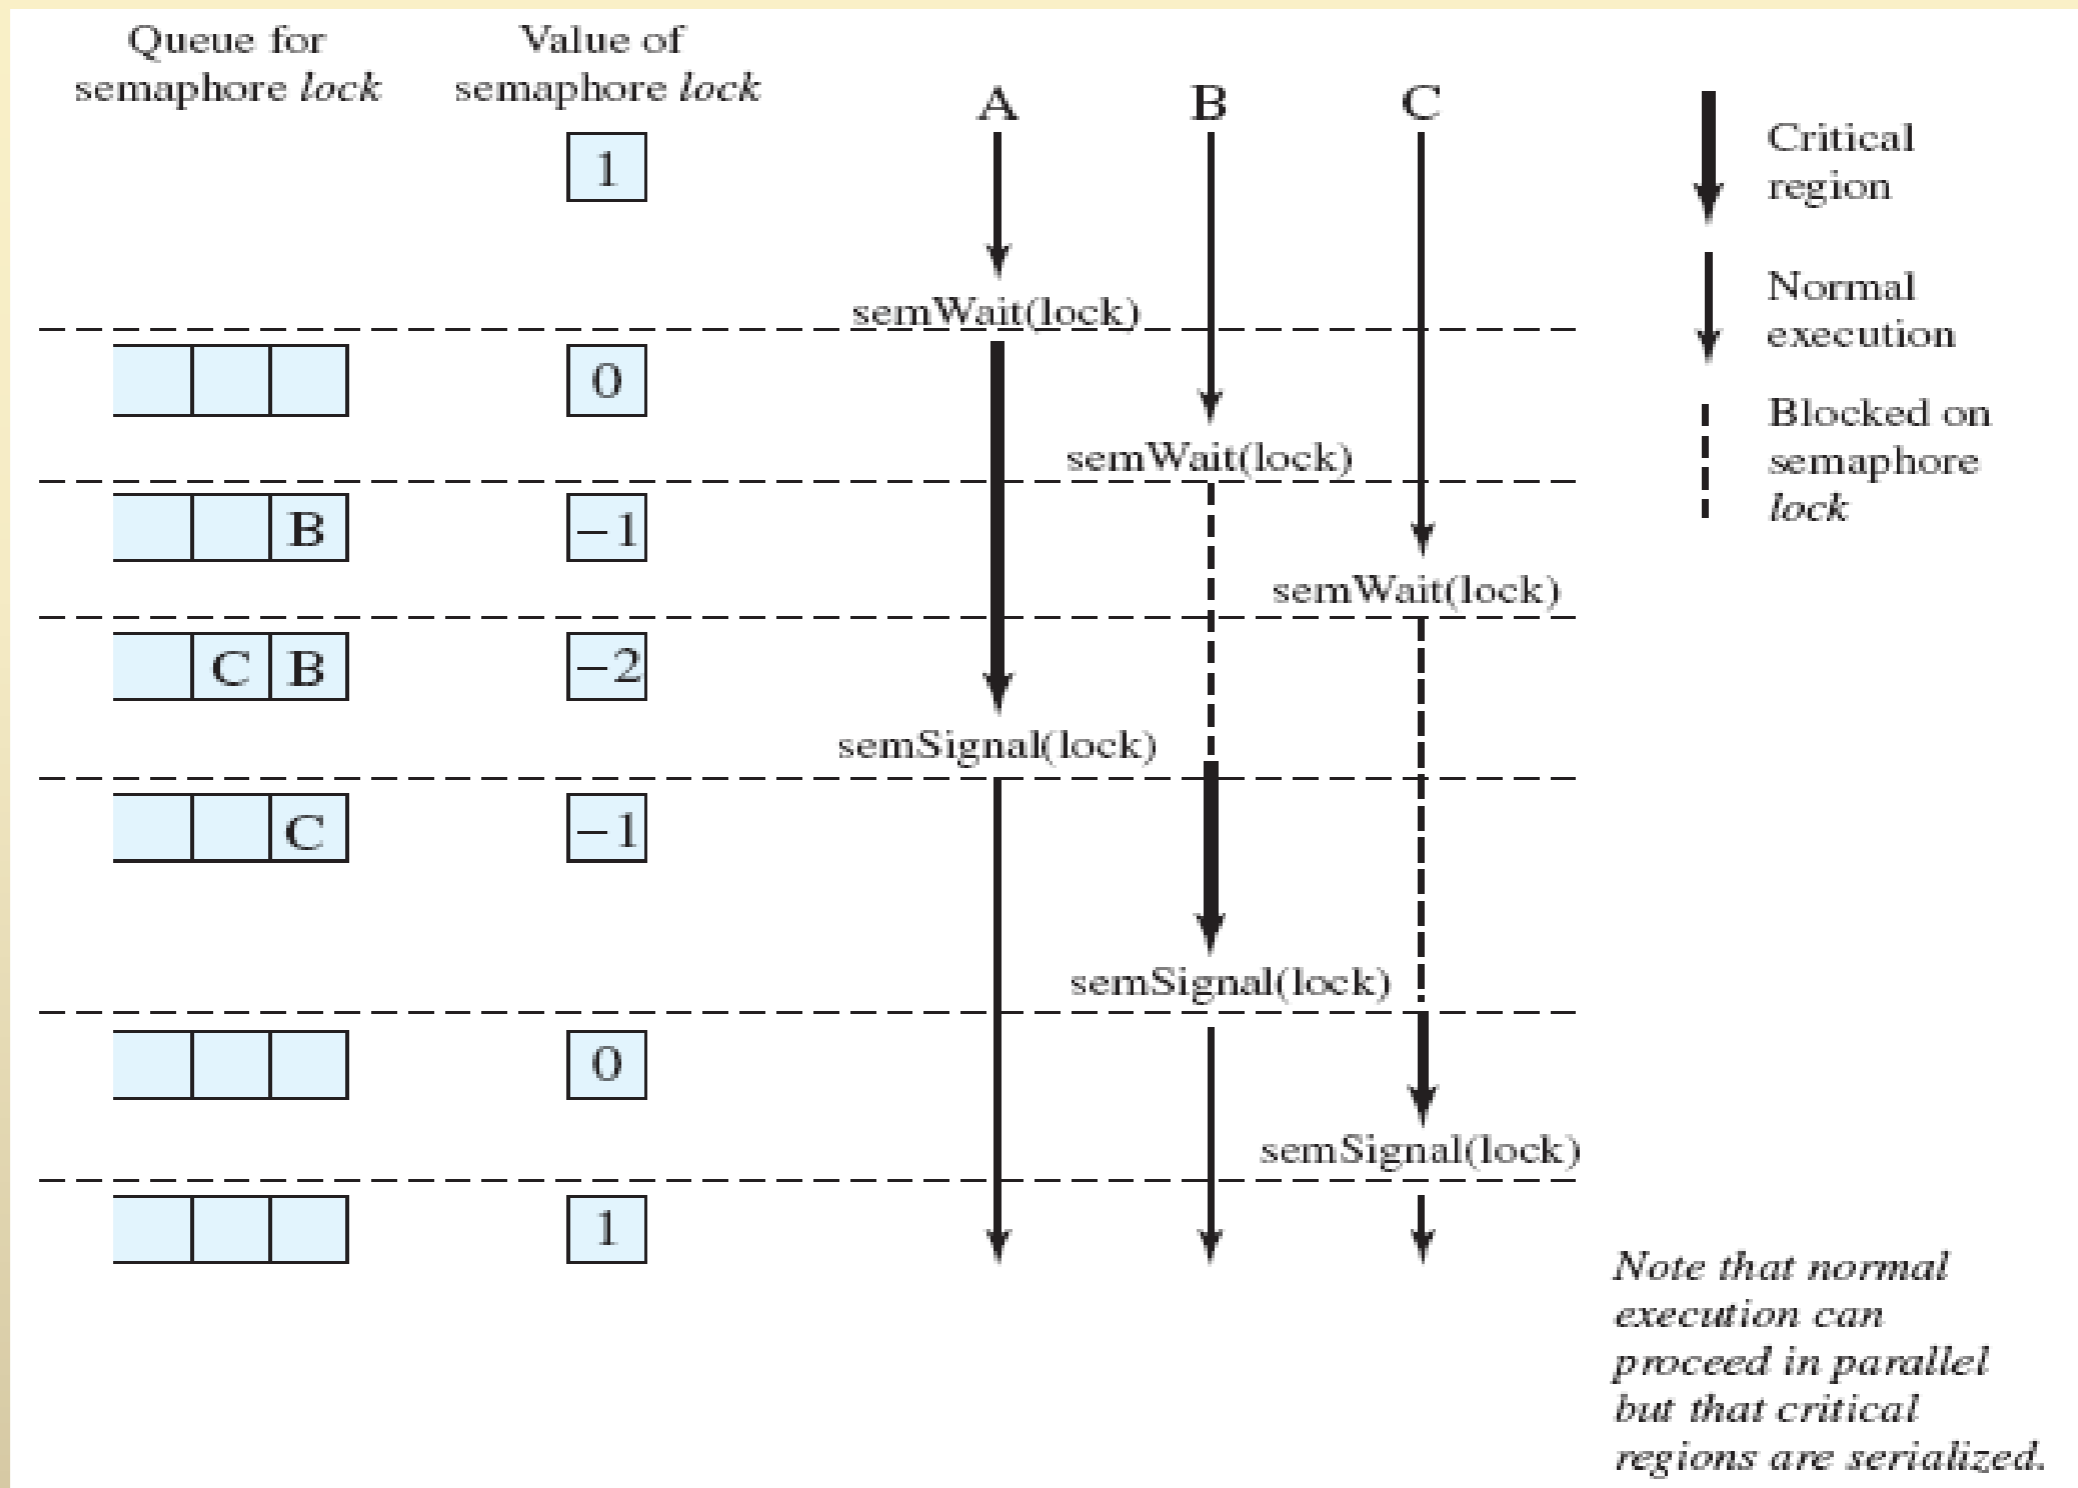 Queue for
semaphore lock
Value of
semaphore lock
A
B
C
1
Critical
region
Normal
execution
Blocked on
semaphore
lock
semWait(lock)
0
semWait(lock)
B
−1
semWait(lock)
C B
−2
semSignal(lock)
C
−1
semSignal(lock)
0
semSignal(lock)
1
Note that normal
execution can
proceed in parallel
but that critical
regions are serialized.